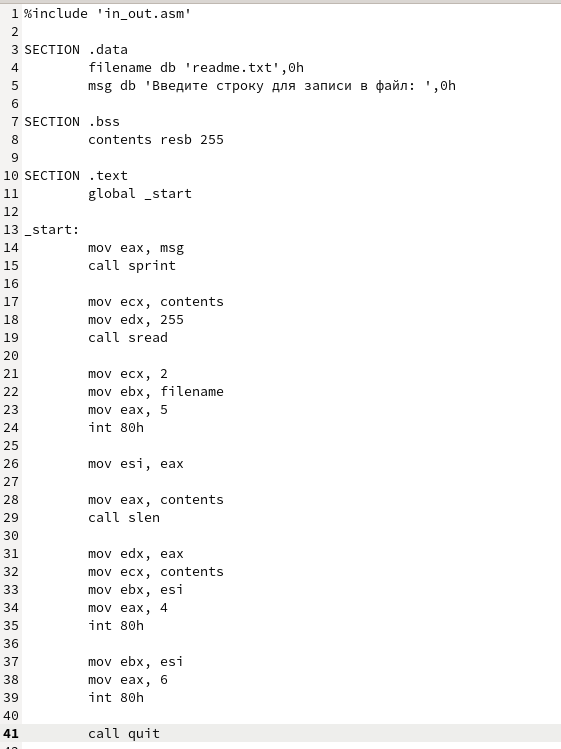 1 %include 'in_out.asm'
2
3 SECTION .data
4 filename db 'readme.txt',0h
5 msg db 'Введите строку для записи в файл: ',0h
6
7 SECTION .bss
8 contents resb 255
9
10 SECTION .text
11 global _start
12
13 _start:
14 mov eax, msg
15 call sprint
16
17 mov ecx, contents
18 mov edx, 255
19 call sread
20
21 mov ecx, 2
22 mov ebx, filename
23 mov eax, 5
24 int 80h
25
26 mov esi, eax
27
28 mov eax, contents
29 call slen
30
31 mov edx, eax
32 mov ecx, contents
33 mov ebx, esi
34 mov eax, 4
35 int 80h
36
37 mov ebx, esi
38 mov eax, 6
39 int 80h
40
41 call quit